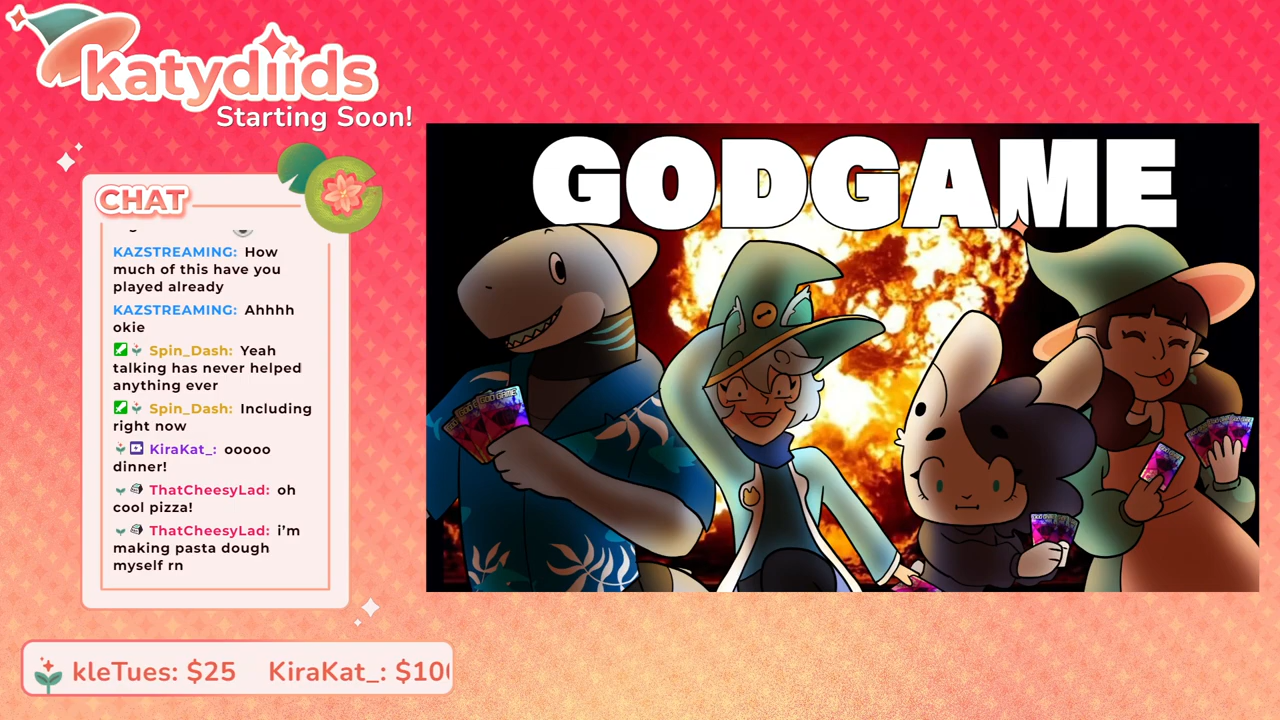 Katydiids
Starting Soon!
GODGAME
CHAT
KAZSTREAMING: How
much of this have you
played already
KAZSTREAMING: Ahhhh
okie
Spin_Dash: Yeah
talking has never helped
anything ever
Spin_Dash: Including
right now
KiraKat_: ooooo
dinner!
ThatCheesyLad: oh
cool pizza!
ThatCheesyLad: i'm
making pasta dough
myself rn
kleTues: $25 KiraKat_: $10